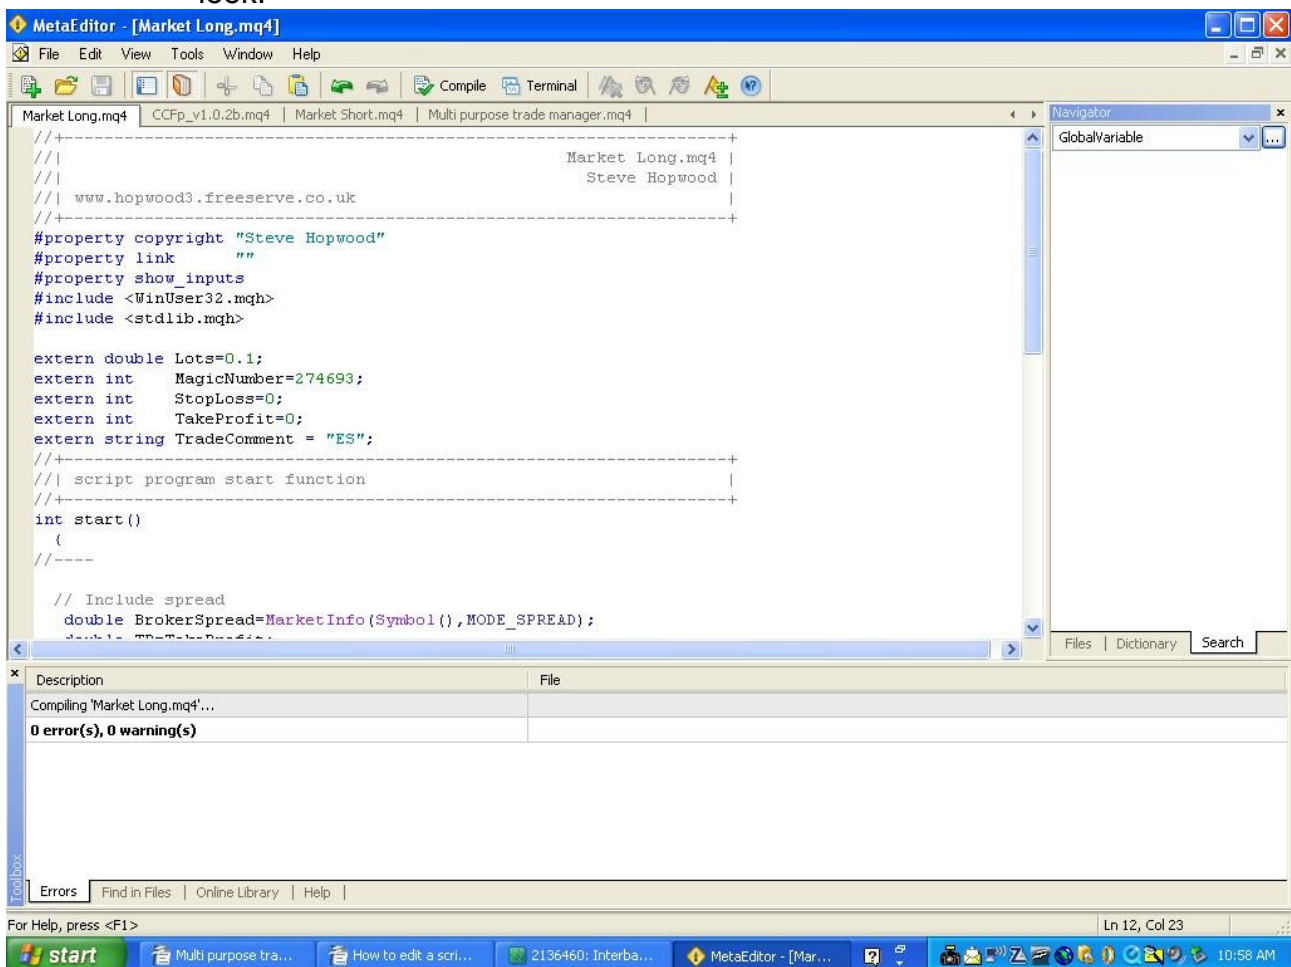 look.
MetaEditor - [Market Long.mq4]
File Edit View Tools Window Help
Compile Terminal
Market Long.mq4 | CCFp_v1.0.2b.mq4 | Market Short.mq4 | Multi purpose trade manager.mq4 |
Navigator
GlobalVariable
//+------------------------------------------------------------------+
//| Market Long.mq4 |
//| Steve Hopwood |
//| www.hopwood3.freeserve.co.uk |
//+------------------------------------------------------------------+
#property copyright "Steve Hopwood"
#property link ""
#property show_inputs
#include <WinUser32.mqh>
#include <stdlib.mqh>
extern double Lots=0.1;
extern int MagicNumber=274693;
extern int StopLoss=0;
extern int TakeProfit=0;
extern string TradeComment = "ES";
//+------------------------------------------------------------------+
//| script program start function |
//+------------------------------------------------------------------+
int start()
{
//----
// Include spread
double BrokerSpread=MarketInfo(Symbol(),MODE_SPREAD);
double TP=TakeProfit;
Files | Dictionary Search
Description File
Compiling 'Market Long.mq4'...
0 error(s), 0 warning(s)
Toolbox
Errors Find in Files | Online Library | Help |
For Help, press <F1>
Ln 12, Col 23
start Multi purpose tra... How to edit a scri... 2136460: Interba... MetaEditor - [Mar... 10:58 AM